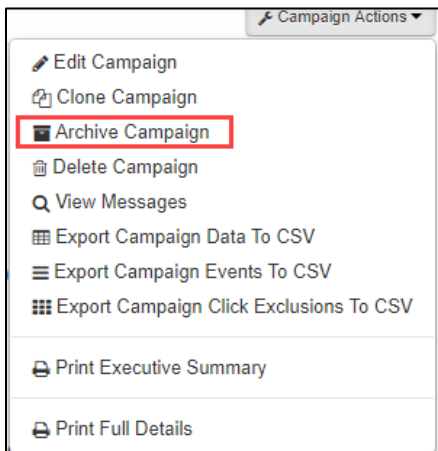 Campaign Actions
Edit Campaign
Clone Campaign
Archive Campaign
Delete Campaign
View Messages
Export Campaign Data To CSV
Export Campaign Events To CSV
Export Campaign Click Exclusions To CSV
Print Executive Summary
Print Full Details